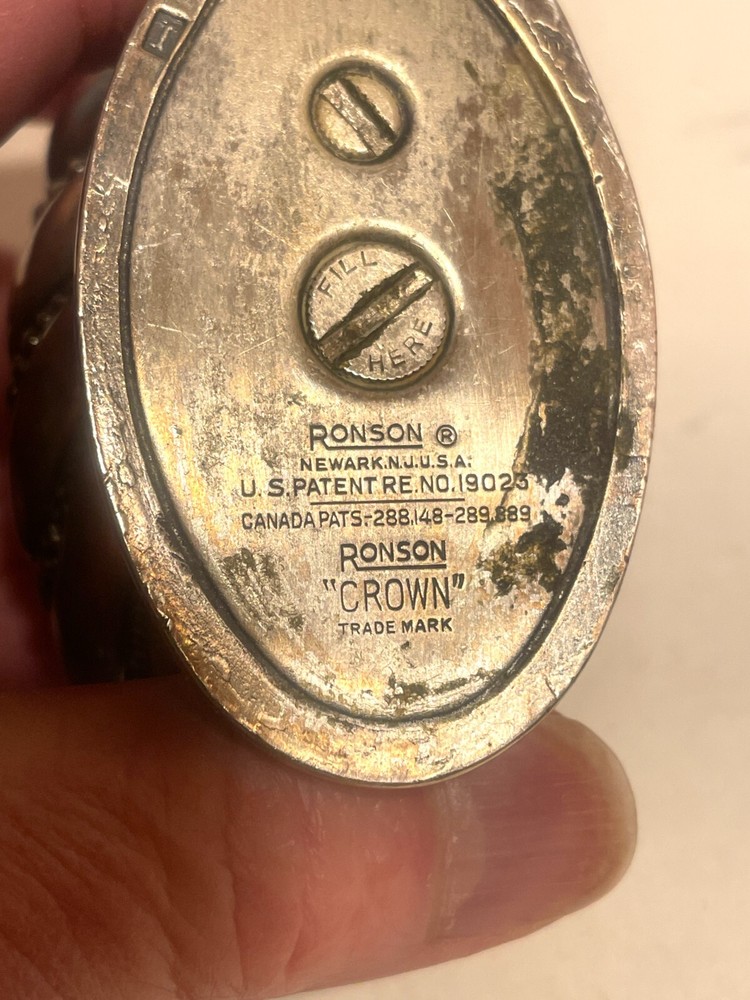 FILL
HERE
RONSON ®
NEWARK.N.J.U.S.A.
U.S.PATENT RE.NO.19023
CANADA PATS-288,148-289,889
RONSON
"CROWN"
TRADE MARK